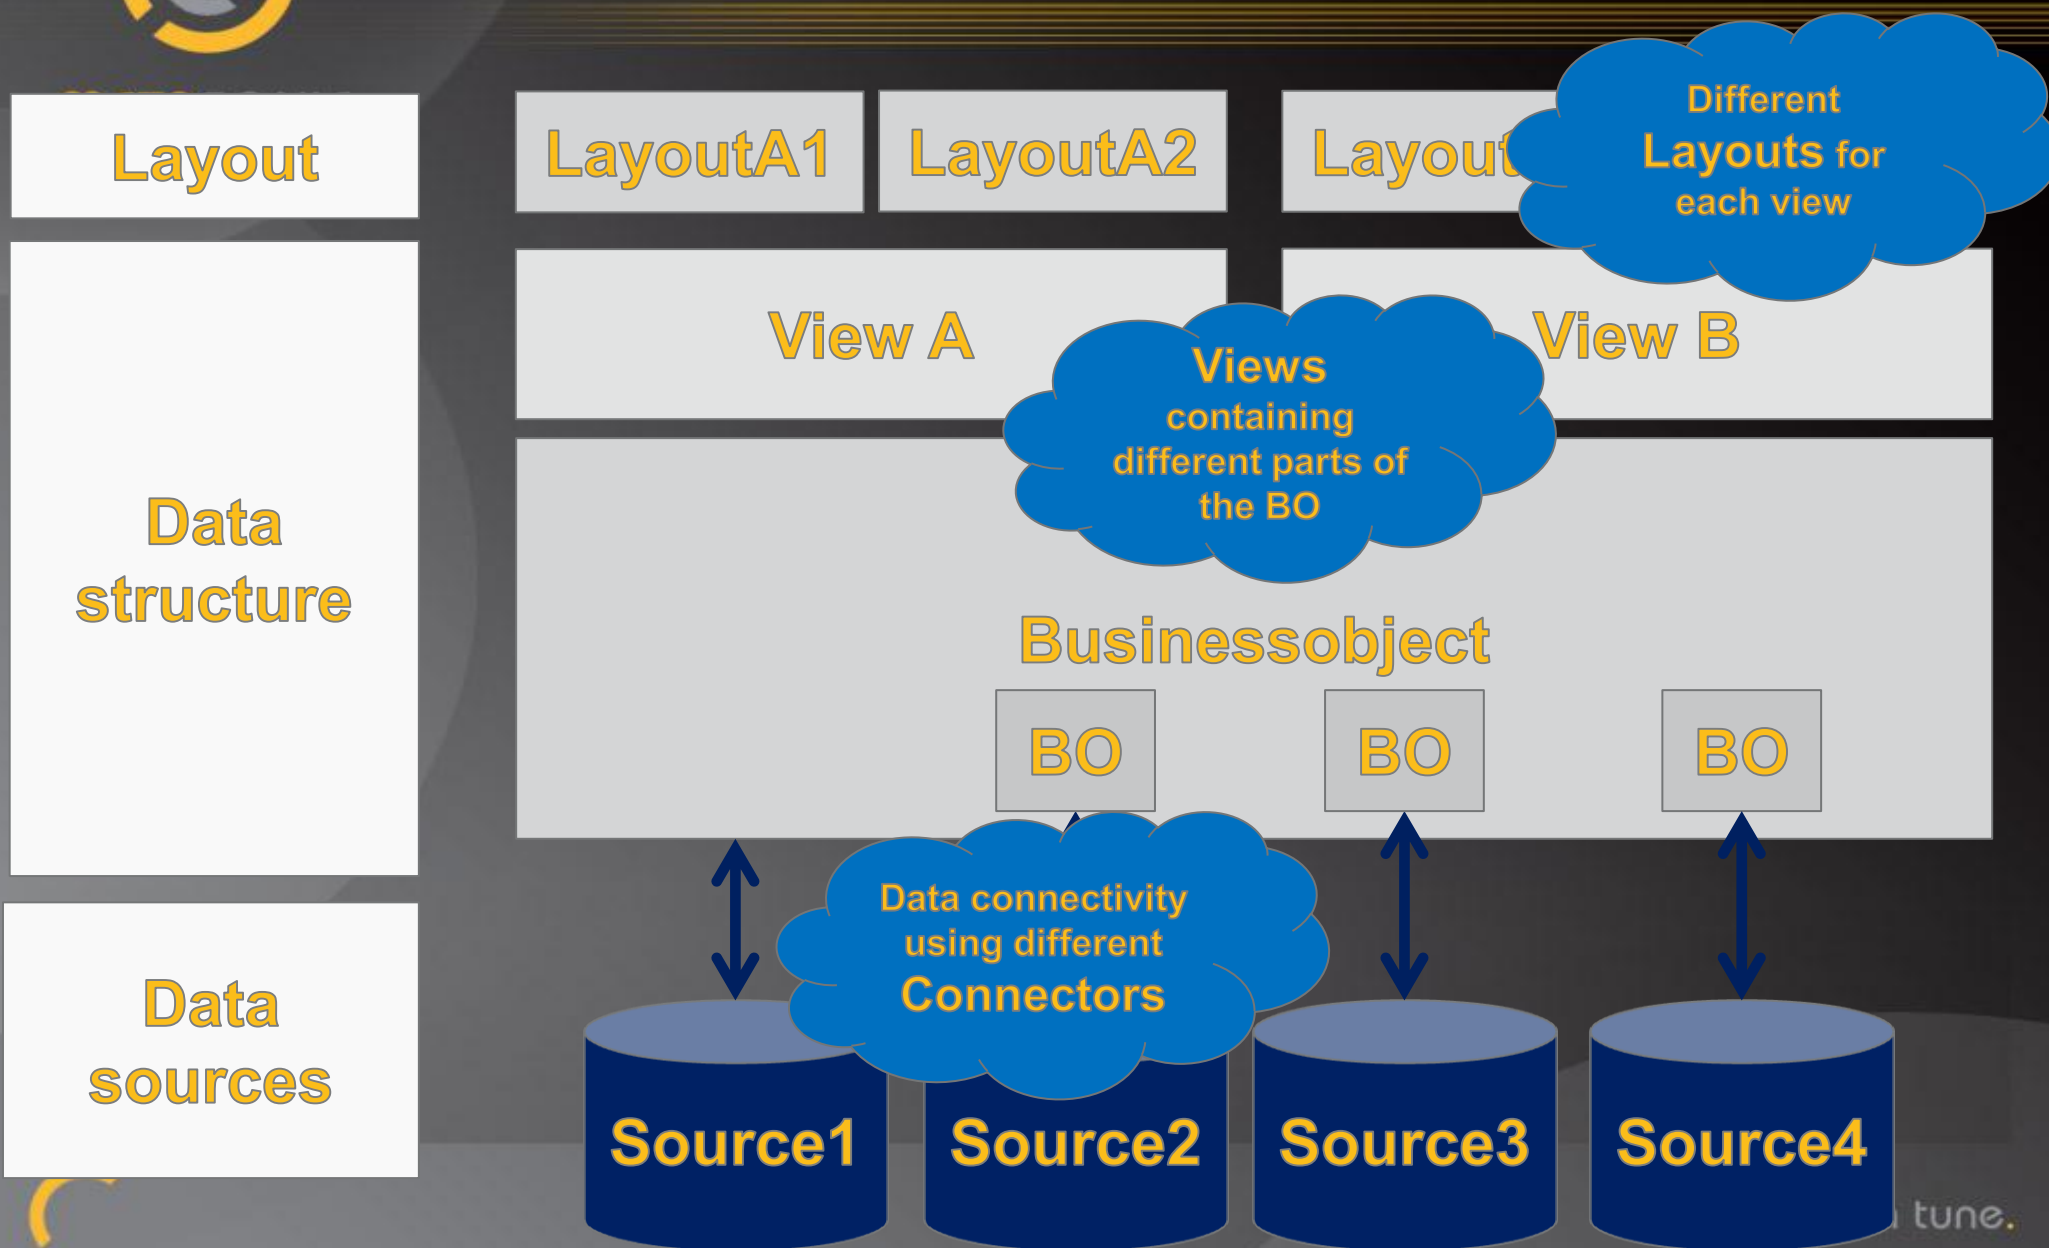 Layout
LayoutA1
LayoutA2
Layout
Different
Layouts for
each view
View A
View B
Views
containing
different parts of
the BO
Data
structure
Businessobject
BO
BO
BO
Data connectivity
using different
Connectors
Data
sources
Source1
Source2
Source3
Source4
tune.